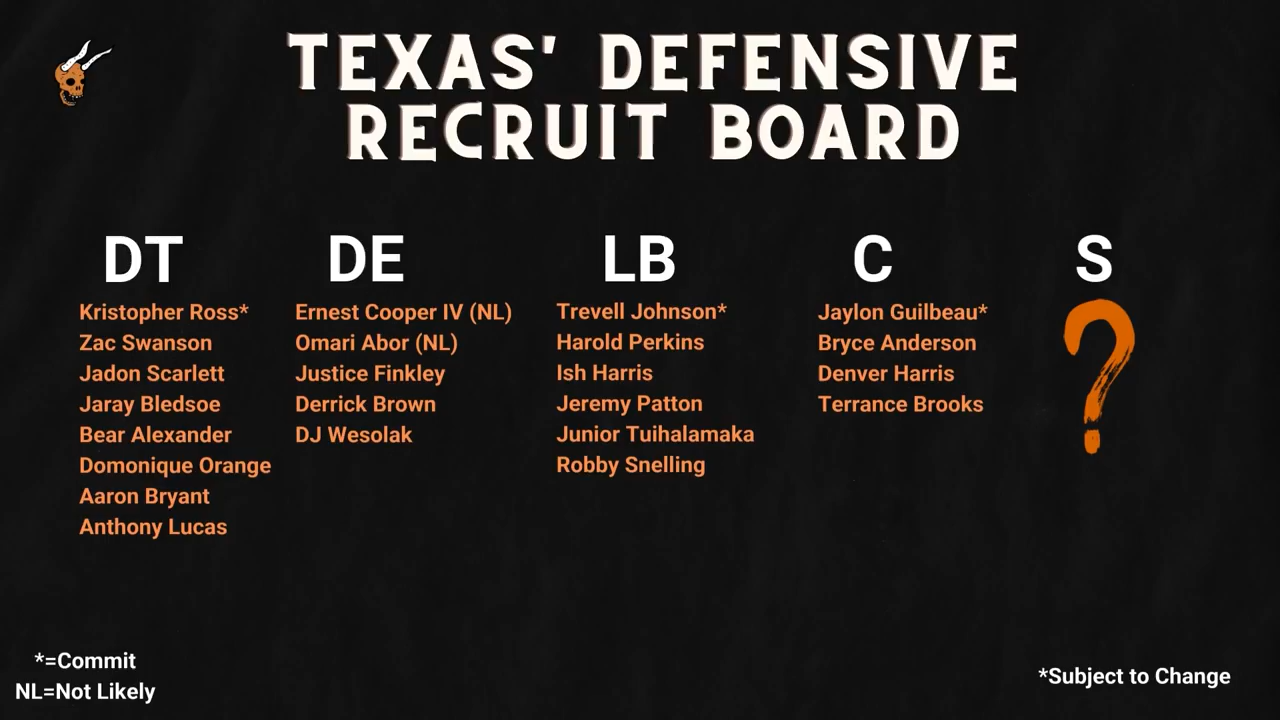 TEXAS' DEFENSIVE
RECRUIT BOARD
DT
Kristopher Ross*
Zac Swanson
Jadon Scarlett
Jaray Bledsoe
Bear Alexander
Domonique Orange
Aaron Bryant
Anthony Lucas
DE
Ernest Cooper IV (NL)
Omari Abor (NL)
Justice Finkley
Derrick Brown
DJ Wesolak
LB
Trevell Johnson*
Harold Perkins
Ish Harris
Jeremy Patton
Junior Tuihalamaka
Robby Snelling
C
Jaylon Guilbeau*
Bryce Anderson
Denver Harris
Terrance Brooks
S
?
*=Commit
NL=Not Likely
*Subject to Change